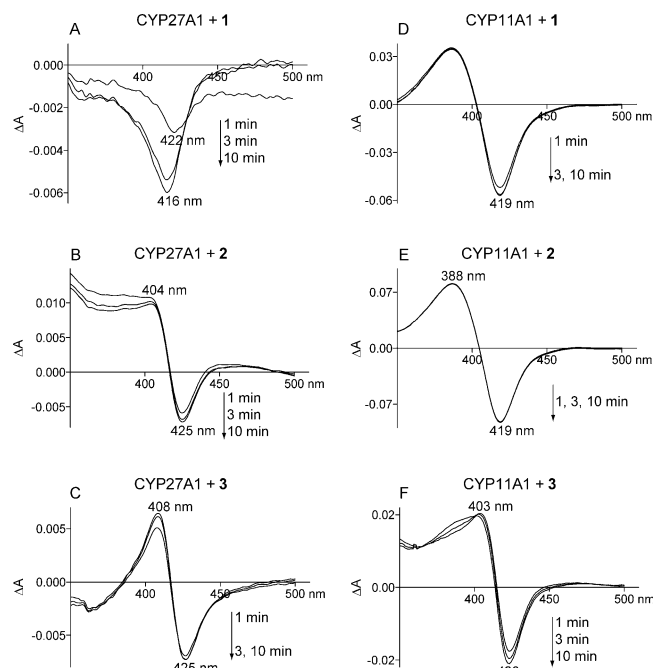 A
CYP27A1 + 1
0.000
-0.002
-0.004
-0.006
ΔA
400
450
500 nm
422 nm
416 nm
1 min
3 min
10 min
D
CYP11A1 + 1
0.03
0.00
-0.03
-0.06
ΔA
400
450
500 nm
419 nm
1 min
3, 10 min
B
CYP27A1 + 2
0.010
0.005
0.000
-0.005
ΔA
404 nm
400
450
500 nm
425 nm
1 min
3 min
10 min
E
CYP11A1 + 2
0.07
0.00
-0.07
ΔA
388 nm
400
450
500 nm
419 nm
1, 3, 10 min
C
CYP27A1 + 3
0.005
0.000
-0.005
ΔA
408 nm
400
450
500 nm
425 nm
1 min
3, 10 min
F
CYP11A1 + 3
0.02
0.00
-0.02
ΔA
403 nm
400
450
500 nm
1 min
3 min
10 min